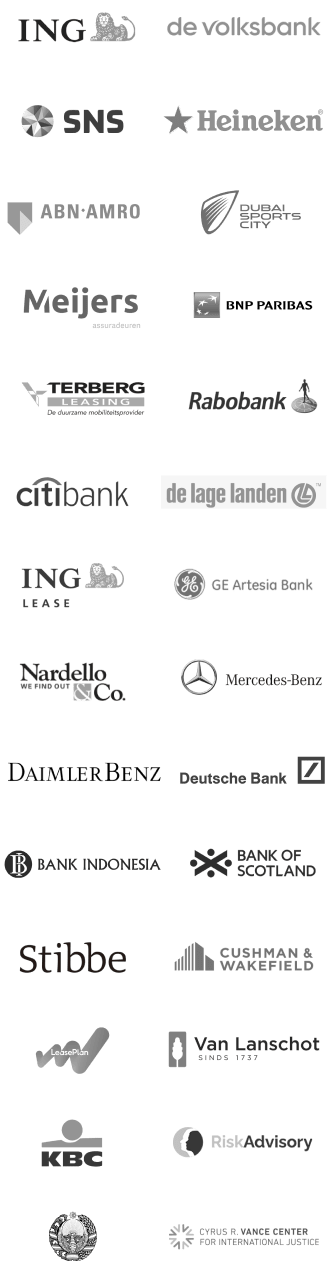 ING
de volksbank
SNS
Heineken®
ABN·AMRO
DUBAI
SPORTS
CITY
Meijers
assuradeuren
BNP PARIBAS
TERBERG
LEASING
De duurzame mobiliteitsprovider
Rabobank
citibank
de lage landen ™
ING
LEASE
GE Artesia Bank
Nardello
WE FIND OUT & Co.
Mercedes-Benz
DAIMLERBENZ
Deutsche Bank
BANK INDONESIA
BANK OF
SCOTLAND
Stibbe
CUSHMAN &
WAKEFIELD
LeasePlan
Van Lanschot
SINDS 1737
KBC
RiskAdvisory
CYRUS R. VANCE CENTER
FOR INTERNATIONAL JUSTICE